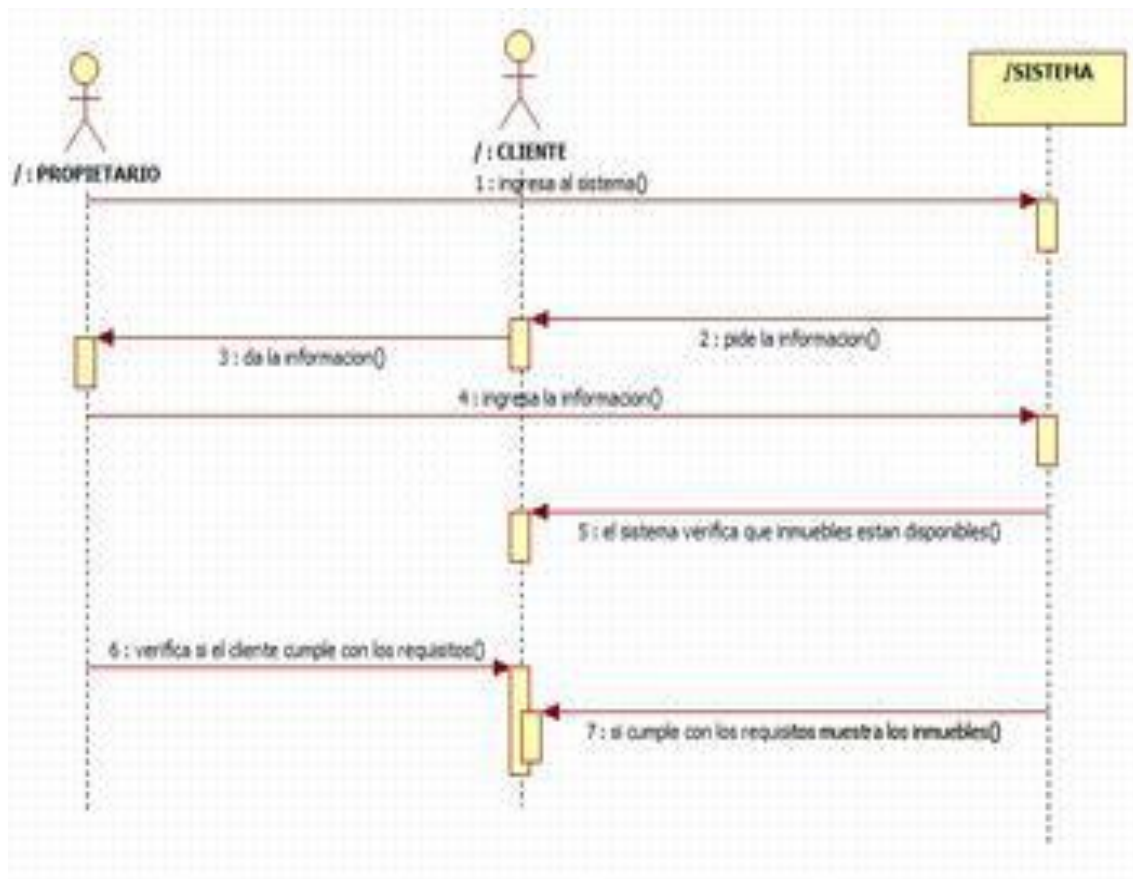 /SISTEMA
/ : CLIENTE
/ : PROPIETARIO
1 : ingresa al sistema()
2 : pide la informacion()
3 : da la informacion()
4 : ingresa la informacion()
5 : el sistema verifica que inmuebles estan disponibles()
6 : verifica si el cliente cumple con los requisitos()
7 : si cumple con los requisitos muestra los inmuebles()